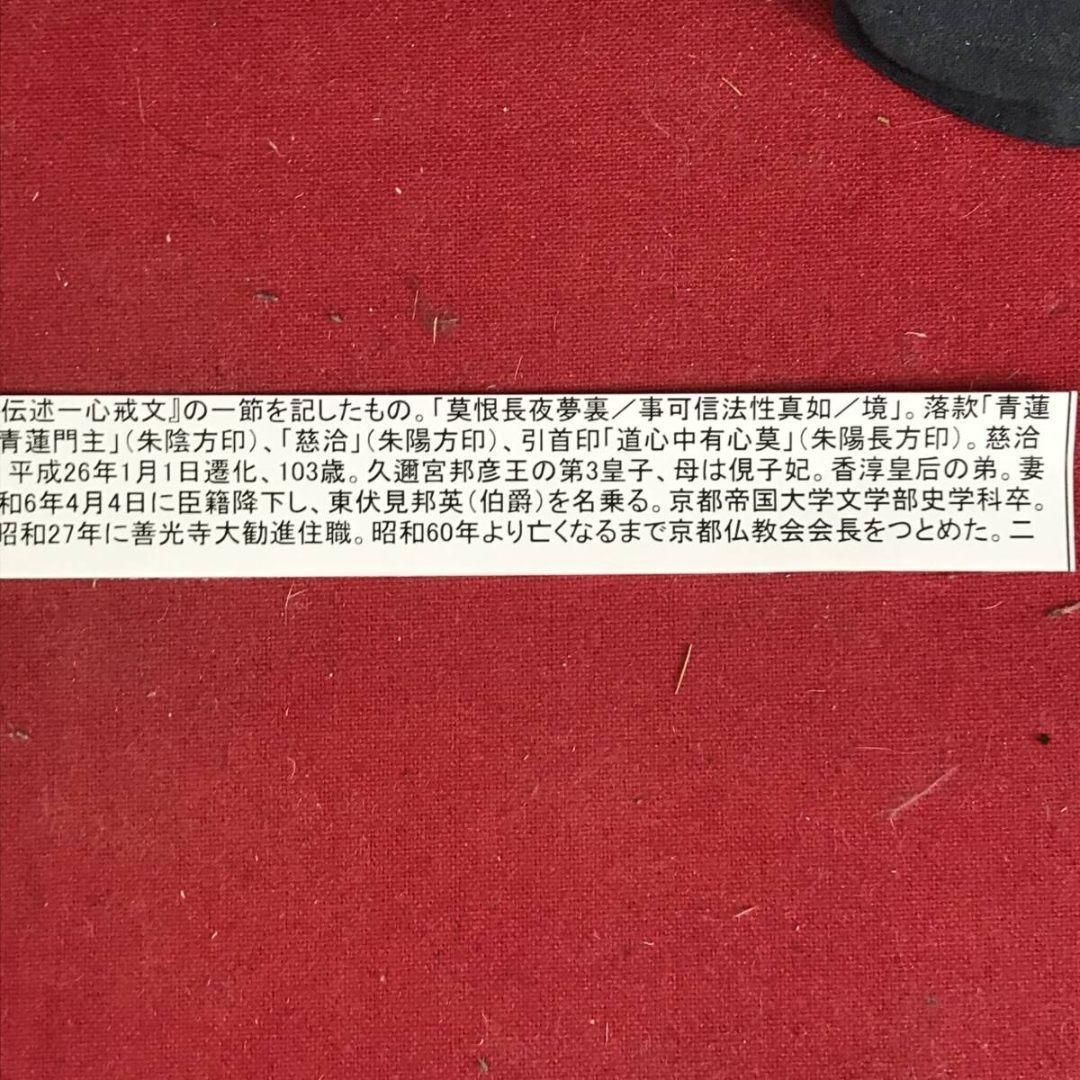 伝述一心戒文』の一節を記したもの。「莫恨長夜夢裏／事可信法性真如／境」。落款「青蓮
青蓮門主」（朱陰方印）、「慈洽」（朱陽方印）、引首印「道心中有心莫」（朱陽長方印）。慈洽
平成26年1月1日遷化、103歳。久邇宮邦彦王の第3皇子、母は俔子妃。香淳皇后の弟。妻
和6年4月4日に臣籍降下し、東伏見邦英（伯爵）を名乗る。京都帝国大学文学部史学科卒。
昭和27年に善光寺大勧進住職。昭和60年より亡くなるまで京都仏教会会長をつとめた。二